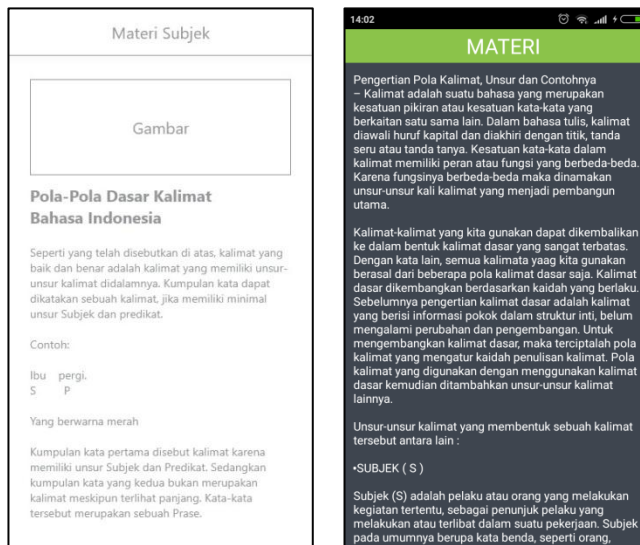 Materi Subjek
Gambar
Pola-Pola Dasar Kalimat
Bahasa Indonesia
Seperti yang telah disebutkan di atas, kalimat yang
baik dan benar adalah kalimat yang memiliki unsur-
unsur kalimat didalamnya. Kumpulan kata dapat
dikatakan sebuah kalimat, jika memiliki minimal
unsur Subjek dan predikat.
Contoh:
Ibu pergi.
S P
Yang berwarna merah
Kumpulan kata pertama disebut kalimat karena
memiliki unsur Subjek dan Predikat. Sedangkan
kumpulan kata yang kedua bukan merupakan
kalimat meskipun terlihat panjang. Kata-kata
tersebut merupakan sebuah Prase.
14:02
MATERI
Pengertian Pola Kalimat, Unsur dan Contohnya
– Kalimat adalah suatu bahasa yang merupakan
kesatuan pikiran atau kesatuan kata-kata yang
berkaitan satu sama lain. Dalam bahasa tulis, kalimat
diawali huruf kapital dan diakhiri dengan titik, tanda
seru atau tanda tanya. Kesatuan kata-kata dalam
kalimat memiliki peran atau fungsi yang berbeda-beda.
Karena fungsinya berbeda-beda maka dinamakan
unsur-unsur kali kalimat yang menjadi pembangun
utama.
Kalimat-kalimat yang kita gunakan dapat dikembalikan
ke dalam bentuk kalimat dasar yang sangat terbatas.
Dengan kata lain, semua kalimata yaag kita gunakan
berasal dari beberapa pola kalimat dasar saja. Kalimat
dasar dikembangkan berdasarkan kaidah yang berlaku.
Sebelumnya pengertian kalimat dasar adalah kalimat
yang berisi informasi pokok dalam struktur inti, belum
mengalami perubahan dan pengembangan. Untuk
mengembangkan kalimat dasar, maka terciptalah pola
kalimat yang mengatur kaidah penulisan kalimat. Pola
kalimat yang digunakan dengan menggunakan kalimat
dasar kemudian ditambahkan unsur-unsur kalimat
lainnya.
Unsur-unsur kalimat yang membentuk sebuah kalimat
tersebut antara lain :
•SUBJEK ( S )
Subjek (S) adalah pelaku atau orang yang melakukan
kegiatan tertentu, sebagai penunjuk pelaku yang
melakukan atau terlibat dalam suatu pekerjaan. Subjek
pada umumnya berupa kata benda, seperti orang,